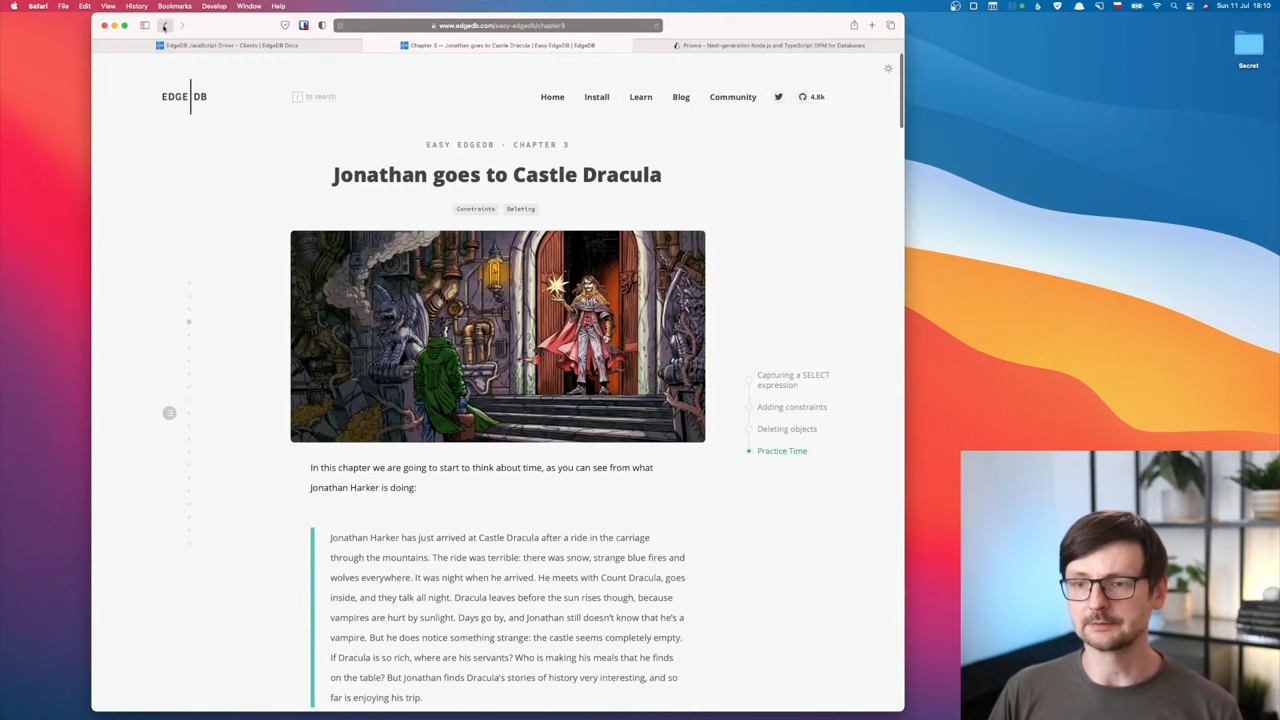 Safari File Edit View History Bookmarks Develop Window Help
Sun 11 Jul 18:10
www.edgedb.com/easy-edgedb/chapter3
EdgeDB JavaScript Driver - Clients | EdgeDB Docs
Chapter 3 — Jonathan goes to Castle Dracula | Easy EdgeDB | EdgeDB
Prisma - Next-generation Node.js and TypeScript ORM for Databases
Secret
EDGE DB
/ to search
Home Install Learn Blog Community 4.8k
EASY EDGEDB · CHAPTER 3
Jonathan goes to Castle Dracula
Constraints Deleting
Capturing a SELECT
expression
Adding constraints
Deleting objects
Practice Time
In this chapter we are going to start to think about time, as you can see from what
Jonathan Harker is doing:
Jonathan Harker has just arrived at Castle Dracula after a ride in the carriage
through the mountains. The ride was terrible: there was snow, strange blue fires and
wolves everywhere. It was night when he arrived. He meets with Count Dracula, goes
inside, and they talk all night. Dracula leaves before the sun rises though, because
vampires are hurt by sunlight. Days go by, and Jonathan still doesn't know that he's a
vampire. But he does notice something strange: the castle seems completely empty.
If Dracula is so rich, where are his servants? Who is making his meals that he finds
on the table? But Jonathan finds Dracula's stories of history very interesting, and so
far is enjoying his trip.